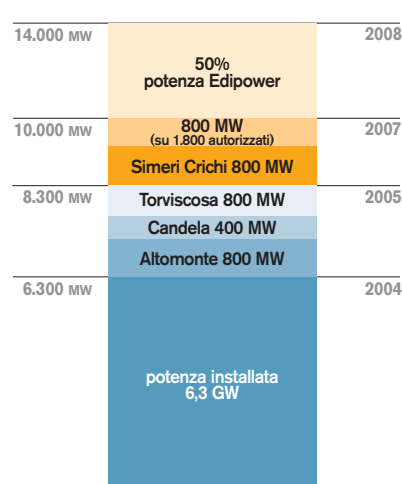 14.000 MW
2008
50%
potenza Edipower
10.000 MW
2007
800 MW
(su 1.800 autorizzati)
Simeri Crichi 800 MW
8.300 MW
2005
Torviscosa 800 MW
Candela 400 MW
Altomonte 800 MW
6.300 MW
2004
potenza installata
6,3 GW